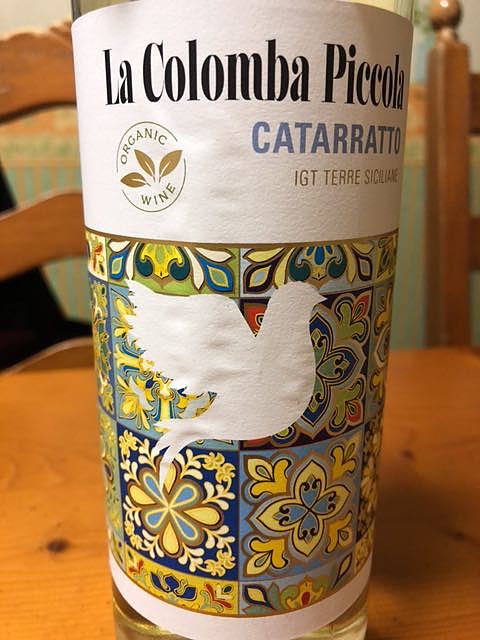 La Colomba Piccola
CATARRATTO
IGT TERRE SICILIANE
ORGANIC
WINE